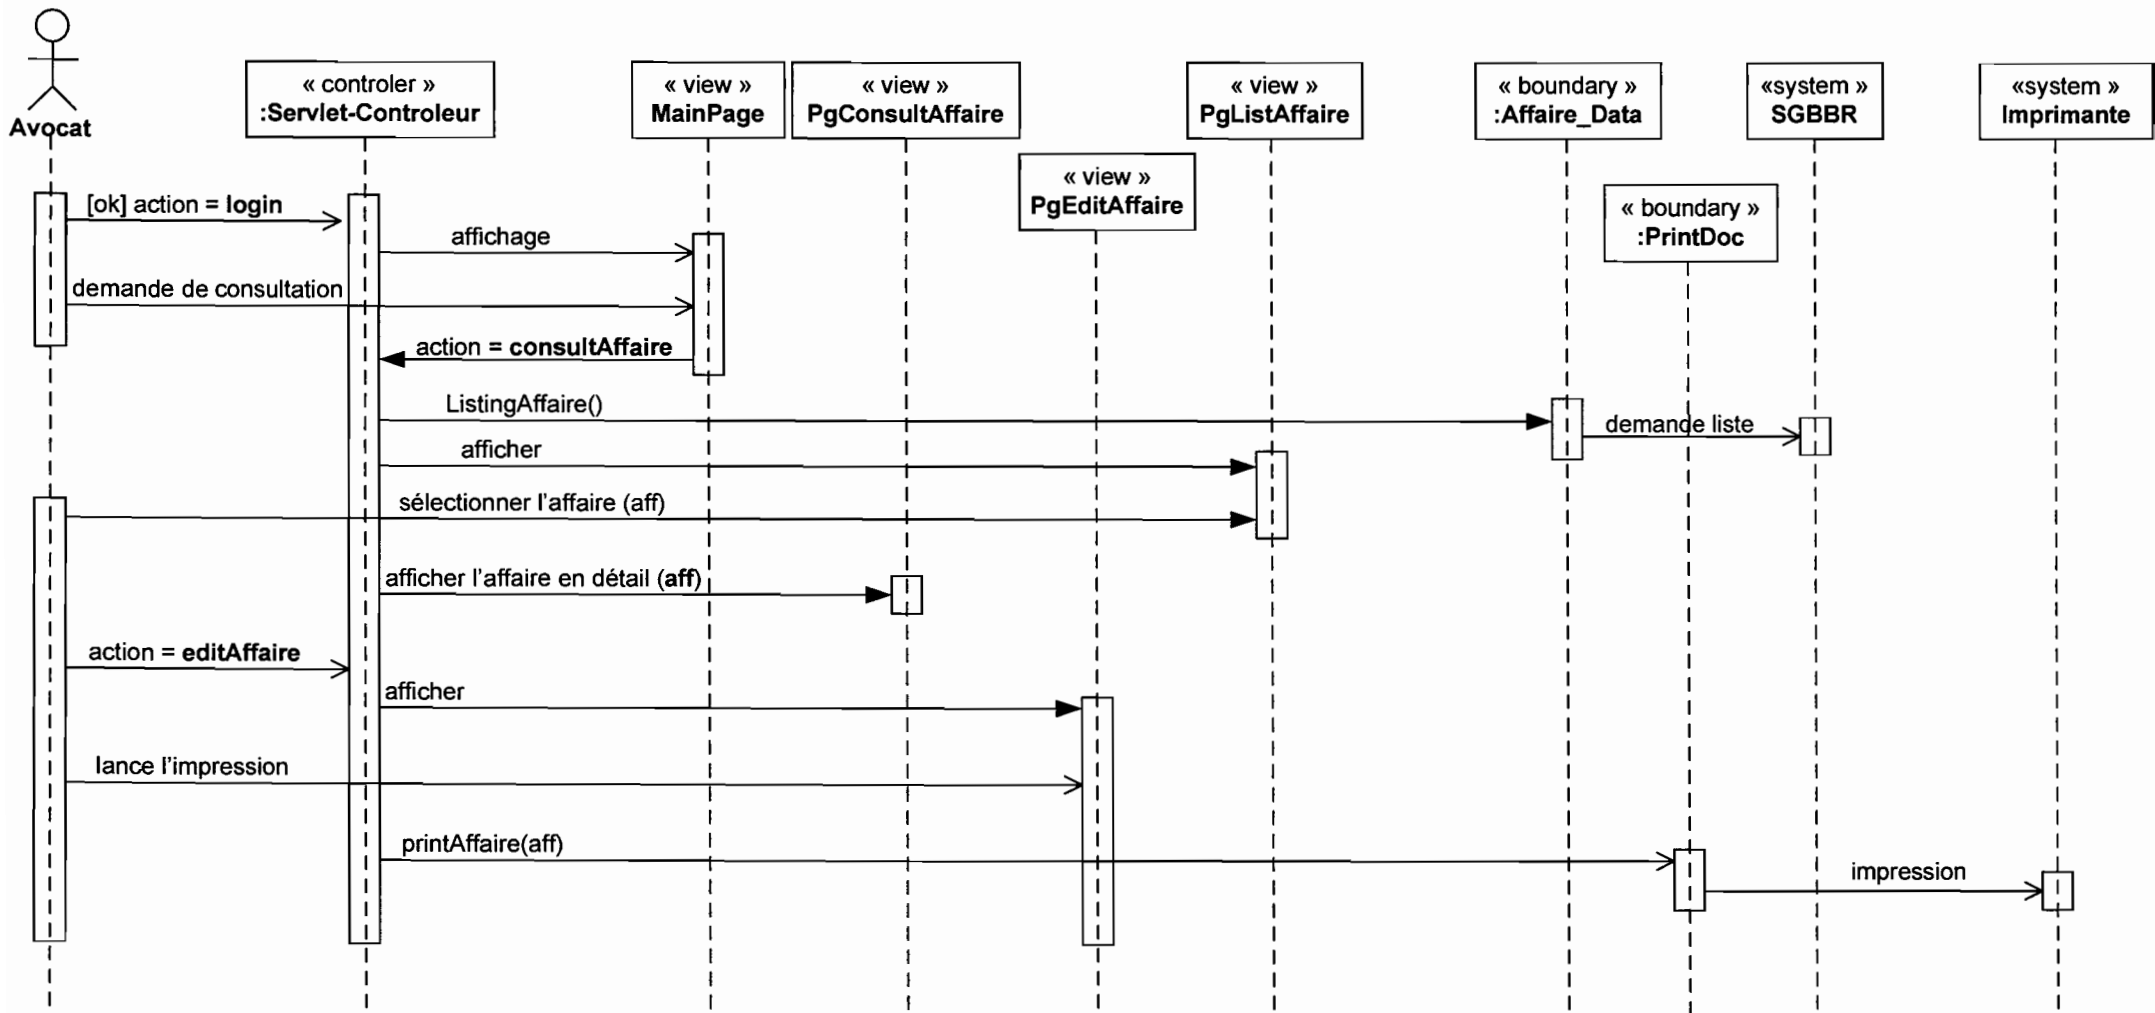 « controler »
:Servlet-Controleur
« view »
MainPage
« view »
PgConsultAffaire
« view »
PgListAffaire
« boundary »
:Affaire_Data
«system »
SGBBR
«system »
Imprimante
Avocat
« view »
PgEditAffaire
« boundary »
:PrintDoc
[ok] action = login
affichage
demande de consultation
action = consultAffaire
ListingAffaire()
demande liste
afficher
sélectionner l'affaire (aff)
afficher l'affaire en détail (aff)
action = editAffaire
afficher
lance l'impression
printAffaire(aff)
impression